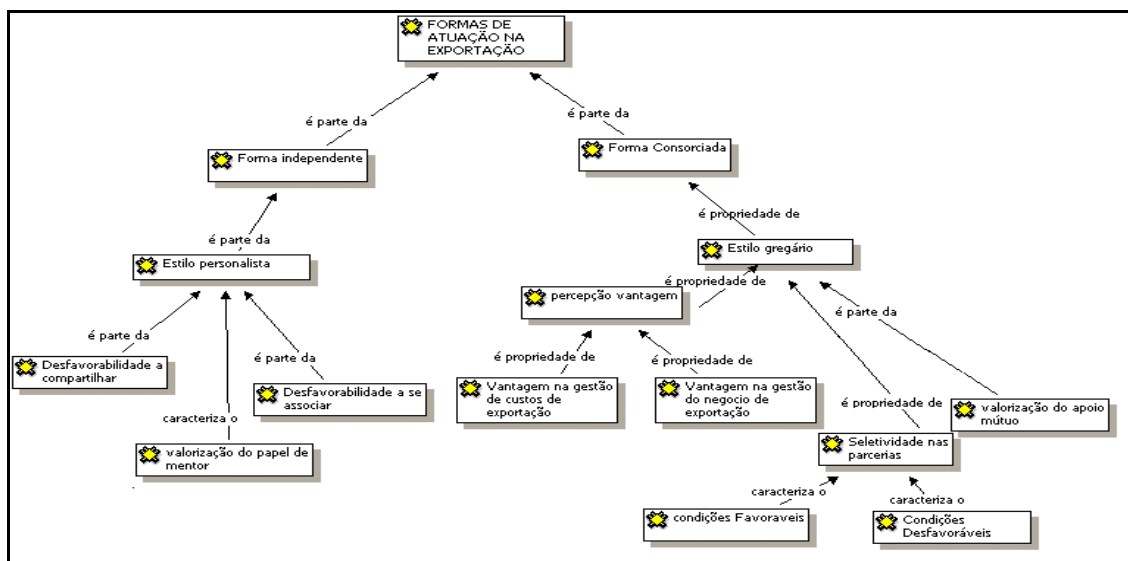 FORMAS DE
ATUAÇÃO NA
EXPORTAÇÃO
é parte da
é parte da
Forma independente
Forma Consorciada
é propriedade de
é parte da
Estilo gregário
Estilo personalista
é propriedade de
percepção vantagem
é parte da
é parte da
é propriedade de
é propriedade de
é parte da
Desfavorabilidade a
compartilhar
Desfavorabilidade a se
associar
Vantagem na gestão
de custos de
exportação
Vantagem na gestão
do negocio de
exportação
é propriedade de
valorização do apoio
mútuo
caracteriza o
valorização do papel de
mentor
Seletividade nas
parcerias
caracteriza o
caracteriza o
condições Favoraveis
Condições
Desfavoráveis